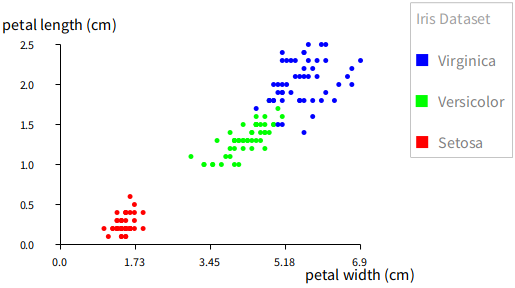 petal length (cm)
Iris Dataset
Virginica
Versicolor
Setosa
2.5
2.0
1.5
1.0
0.5
0.0
0.0 1.73 3.45 5.18 6.9
petal width (cm)